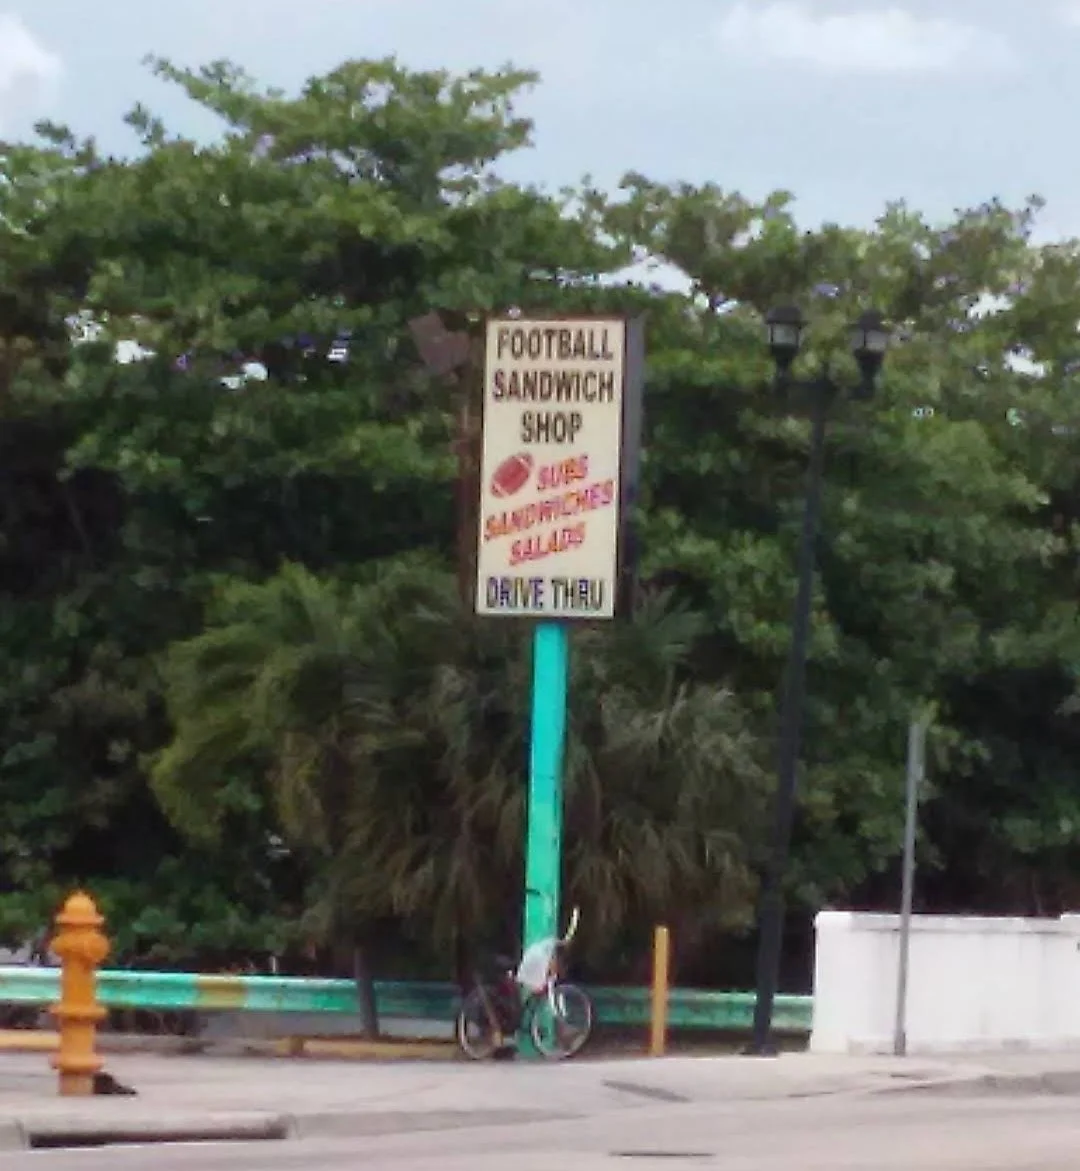 FOOTBALL
SANDWICH
SHOP
SUBS
SANDWICHES
SALADS
DRIVE THRU